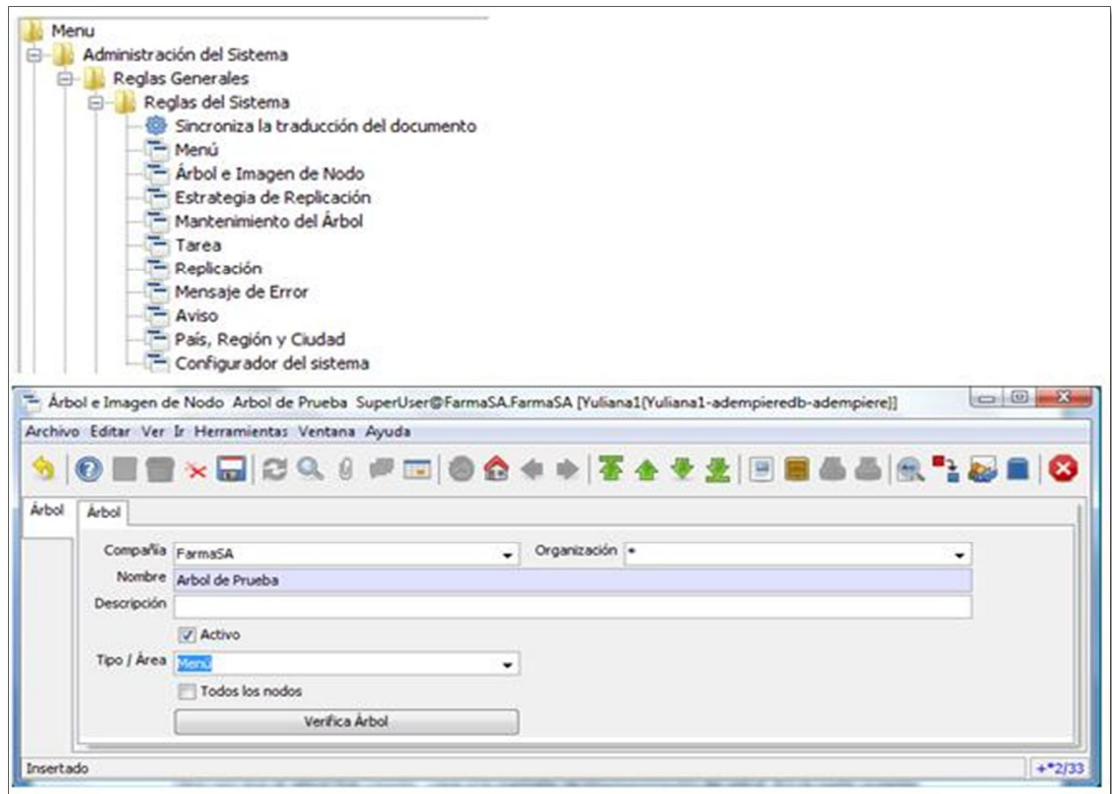 Menu
Administración del Sistema
Reglas Generales
Reglas del Sistema
Sincroniza la traducción del documento
Menú
Árbol e Imagen de Nodo
Estrategia de Replicación
Mantenimiento del Árbol
Tarea
Replicación
Mensaje de Error
Aviso
País, Región y Ciudad
Configurador del sistema
Árbol e Imagen de Nodo Arbol de Prueba SuperUser@FarmaSA.FarmaSA [Yuliana1{Yuliana1-adempieredb-adempiere}]
Archivo Editar Ver Ir Herramientas Ventana Ayuda
Árbol Árbol
Compañía FarmaSA Organización *
Nombre Arbol de Prueba
Descripción
Activo
Tipo / Área Menú
Todos los nodos
Verifica Árbol
Insertado +*2/33